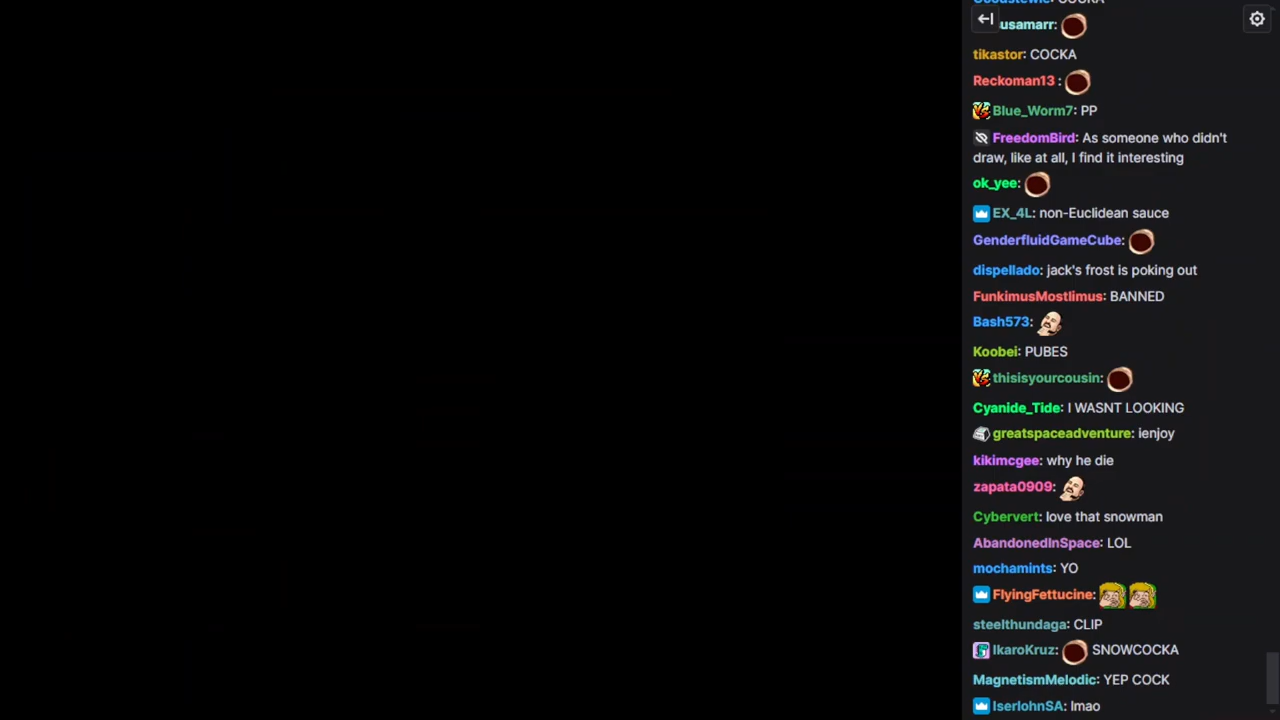 usamarr:
tikastor: COCKA
Reckoman13 :
Blue_Worm7: PP
FreedomBird: As someone who didn't
draw, like at all, I find it interesting
ok_yee:
EX_4L: non-Euclidean sauce
GenderfluidGameCube:
dispellado: jack's frost is poking out
FunkimusMostlimus: BANNED
Bash573:
Koobei: PUBES
thisisyourcousin:
Cyanide_Tide: I WASNT LOOKING
greatspaceadventure: ienjoy
kikimcgee: why he die
zapata0909:
Cybervert: love that snowman
AbandonedInSpace: LOL
mochamints: YO
FlyingFettucine:
steelthundaga: CLIP
IkaroKruz: SNOWCOCKA
MagnetismMelodic: YEP COCK
IserlohnSA: lmao